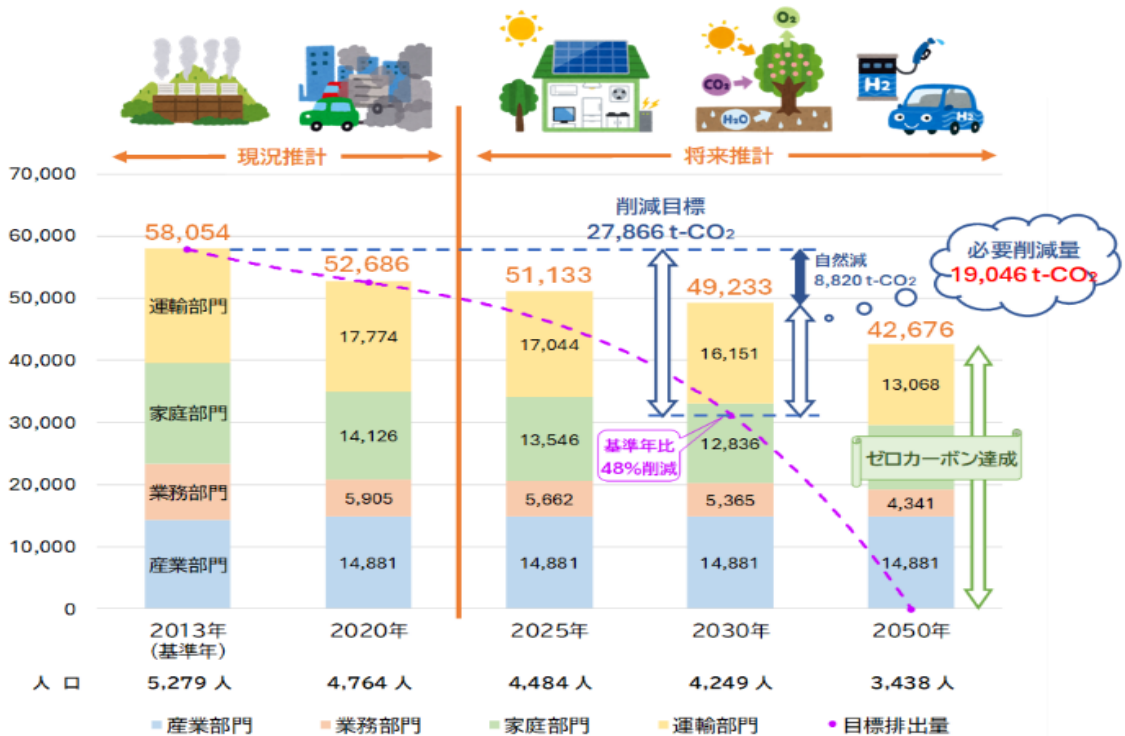 O₂
CO₂
H₂O
H2
H2
現況推計
将来推計
70,000
60,000
50,000
40,000
30,000
20,000
10,000
0
削減目標
27,866 t-CO₂
必要削減量
19,046 t-CO₂
自然減
8,820 t-CO₂
58,054
52,686
51,133
49,233
42,676
運輸部門
17,774
17,044
16,151
13,068
家庭部門
14,126
13,546
12,836
基準年比
48%削減
ゼロカーボン達成
業務部門
5,905
5,662
5,365
4,341
産業部門
14,881
14,881
14,881
14,881
2013年
(基準年)
2020年
2025年
2030年
2050年
人 口
5,279 人
4,764 人
4,484 人
4,249 人
3,438 人
産業部門
業務部門
家庭部門
運輸部門
目標排出量